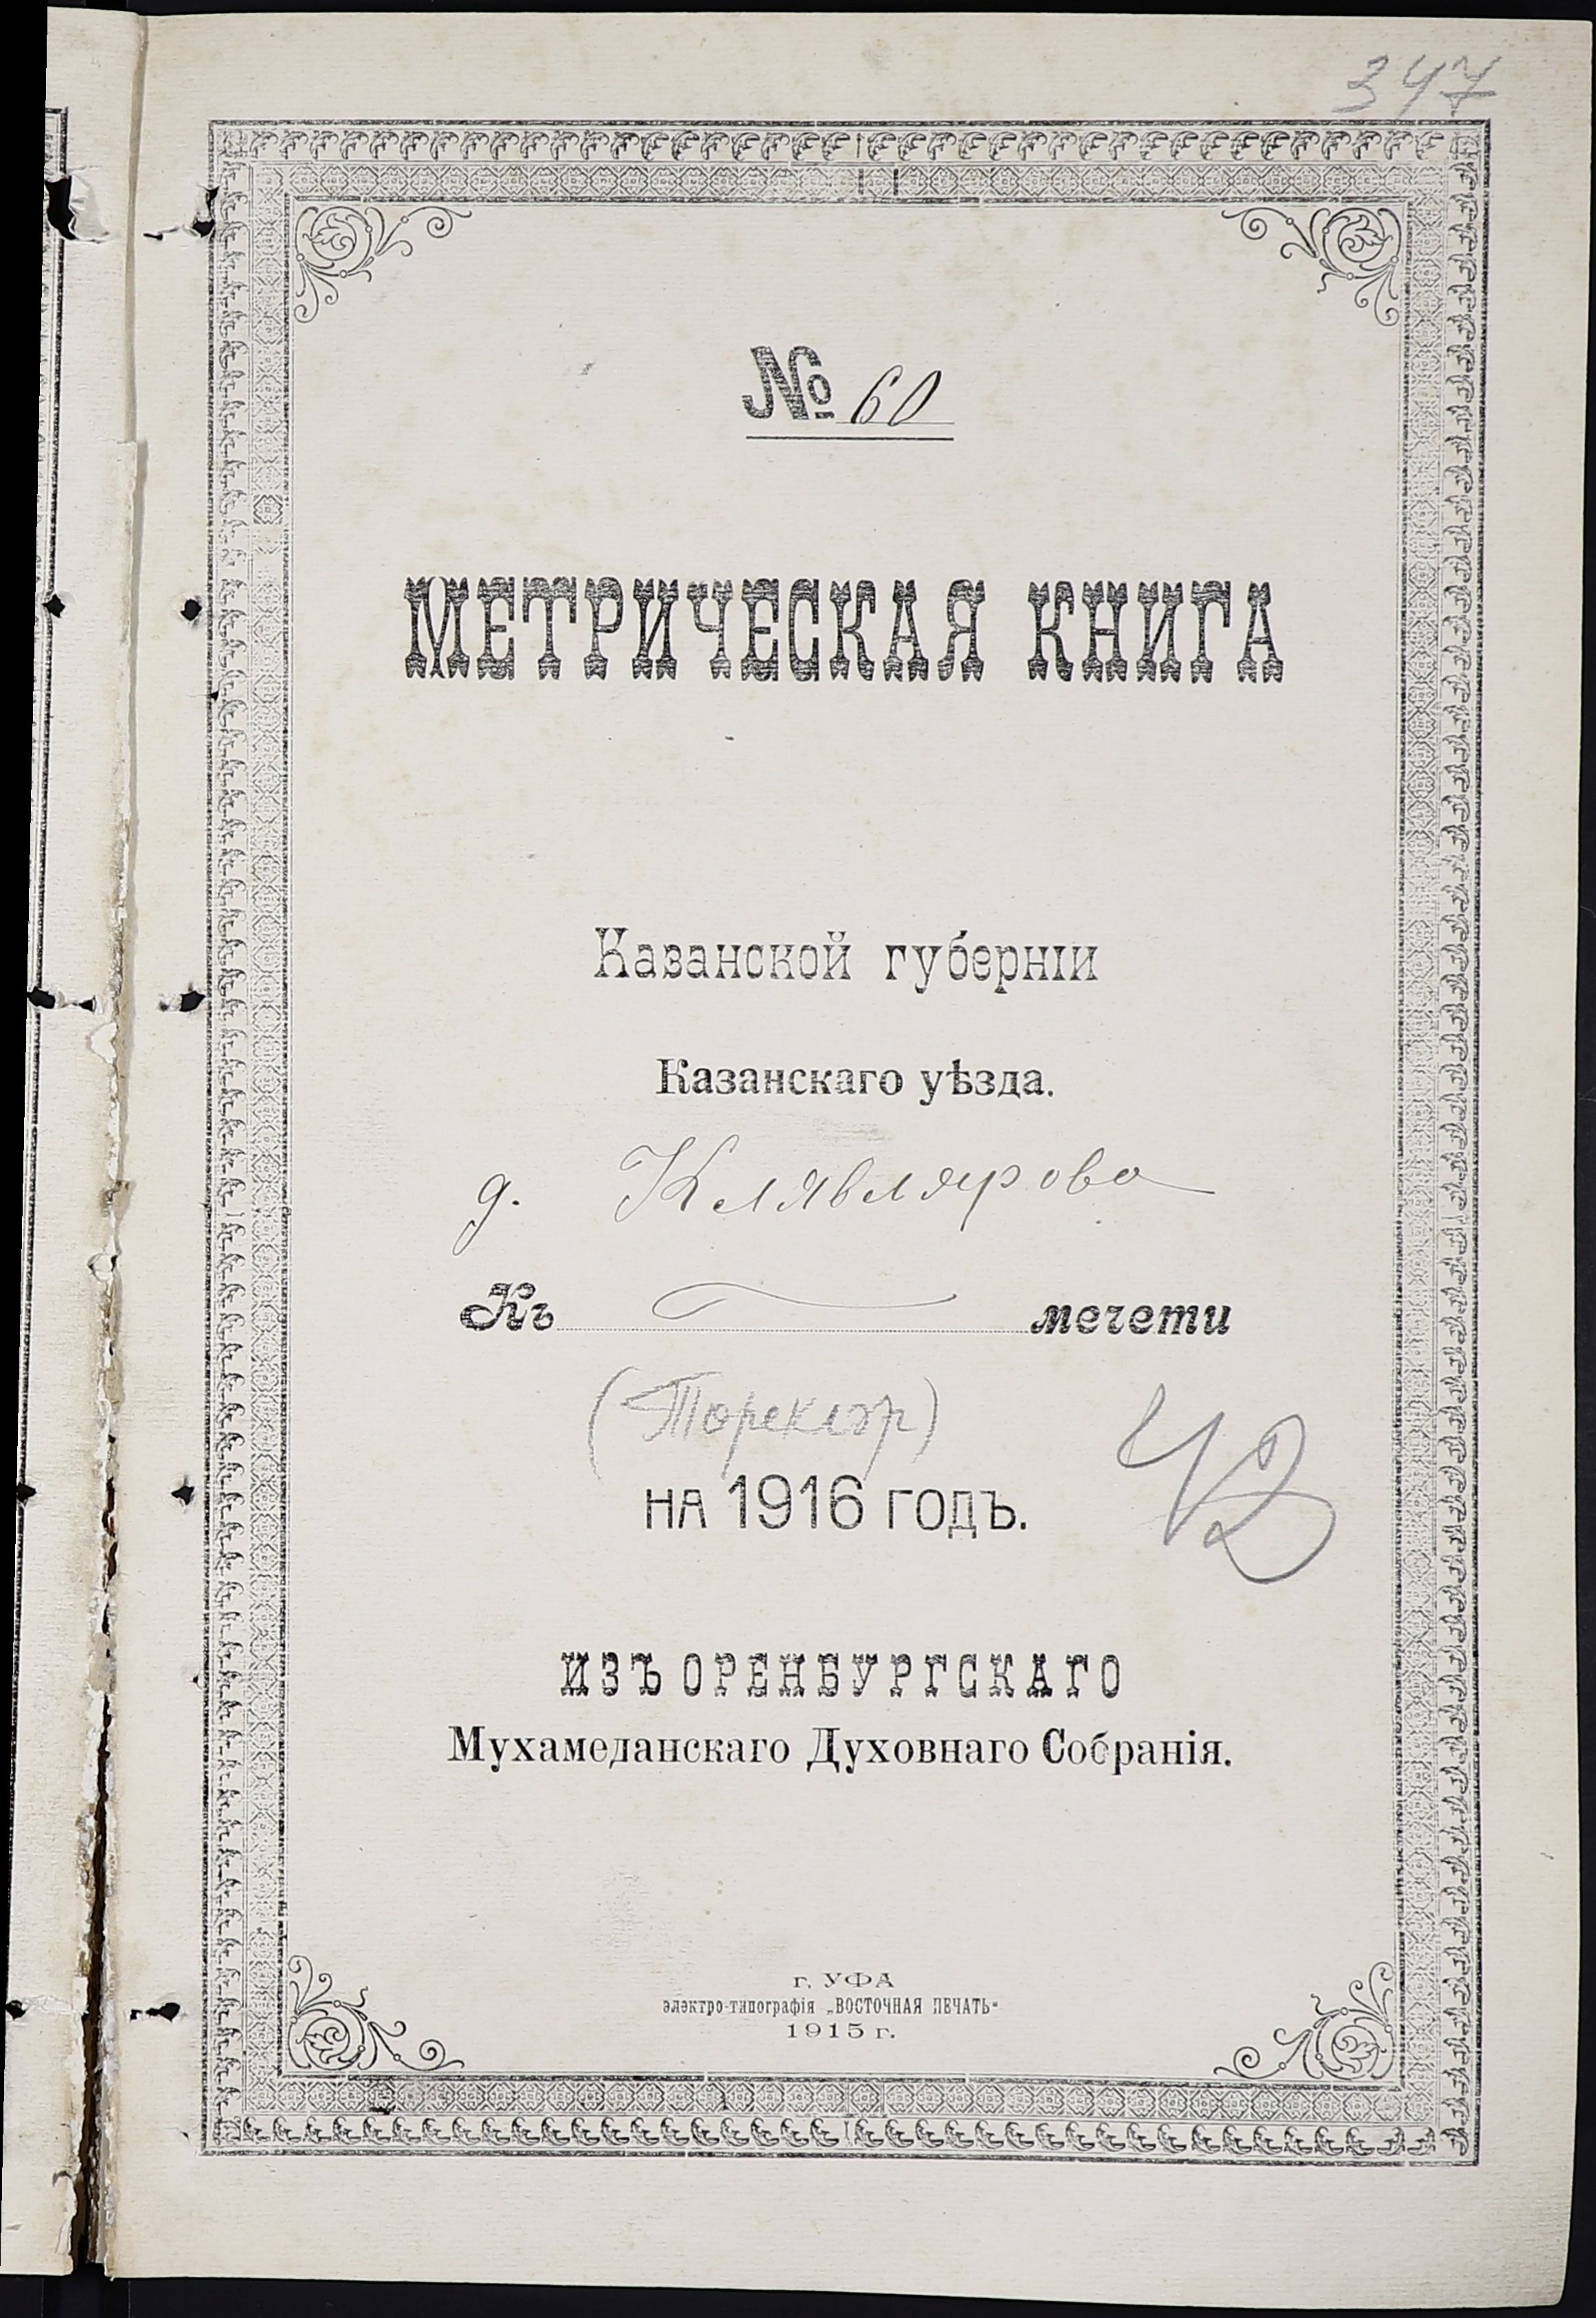 347
№ 60
МЕТРИЧЕСКАЯ КНИГА
Казанской губерніи
Казанскаго уѣзда.
д. Клявлярова
Къ мечети
(Тореклэр)
на 1916 годъ.
ИЗЪ ОРЕНБУРГСКАГО
Мухамеданскаго Духовнаго Собранія.
г. УФА
электро-типографія „ВОСТОЧНАЯ ПЕЧАТЬ"
1915 г.